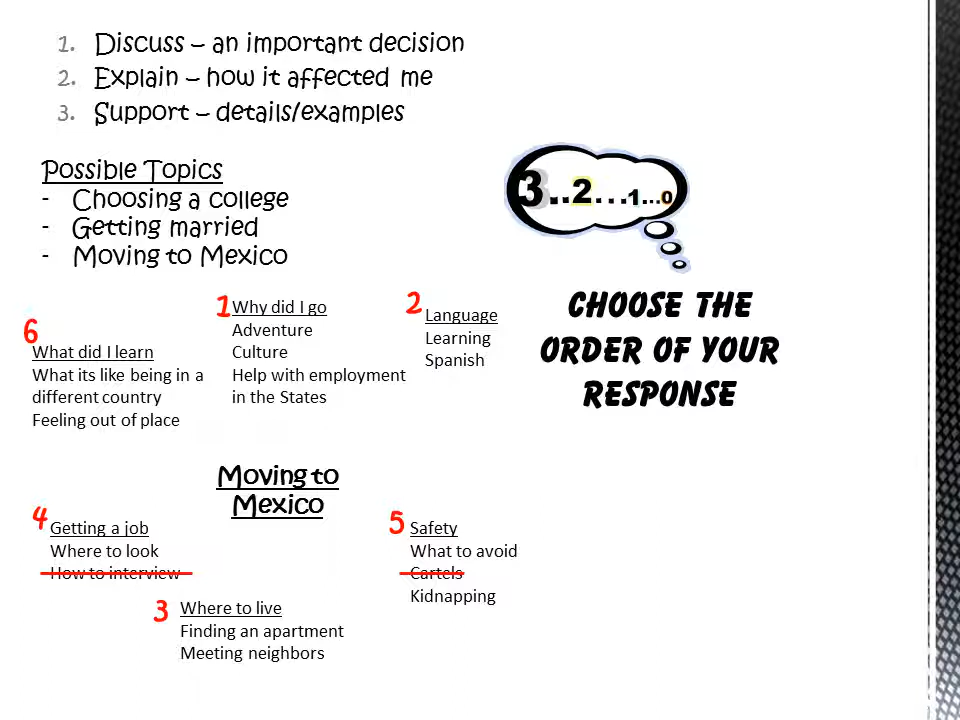 1. Discuss – an important decision
2. Explain – how it affected me
3. Support – details/examples
Possible Topics
- Choosing a college
- Getting married
- Moving to Mexico
3..2...1...0
CHOOSE THE
ORDER OF YOUR
RESPONSE
6
What did I learn
What its like being in a
different country
Feeling out of place
1
Why did I go
Adventure
Culture
Help with employment
in the States
2
Language
Learning
Spanish
Moving to
Mexico
4
Getting a job
Where to look
How to interview
5
Safety
What to avoid
Cartels
Kidnapping
3
Where to live
Finding an apartment
Meeting neighbors